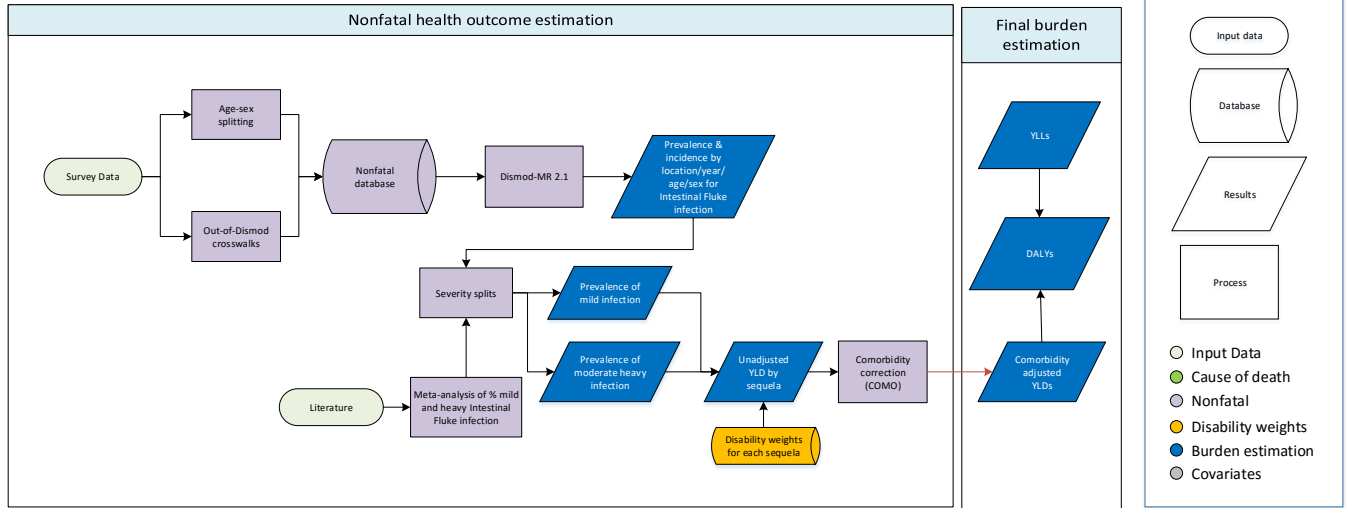 Nonfatal health outcome estimation
Final burden
estimation
Input data
Database
Results
Process
Input Data
Cause of death
Nonfatal
Disability weights
Burden estimation
Covariates
Survey Data
Age-sex
splitting
Out-of-Dismod
crosswalks
Nonfatal
database
Dismod-MR 2.1
Prevalence &
incidence by
location/year/
age/sex for
Intestinal Fluke
infection
Severity splits
Prevalence of
mild infection
Prevalence of
moderate heavy
infection
Literature
Meta-analysis of % mild
and heavy Intestinal
Fluke infection
Unadjusted
YLD by
sequela
Disability weights
for each sequela
Comorbidity
correction
(COMO)
YLLs
DALYs
Comorbidity
adjusted
YLDs